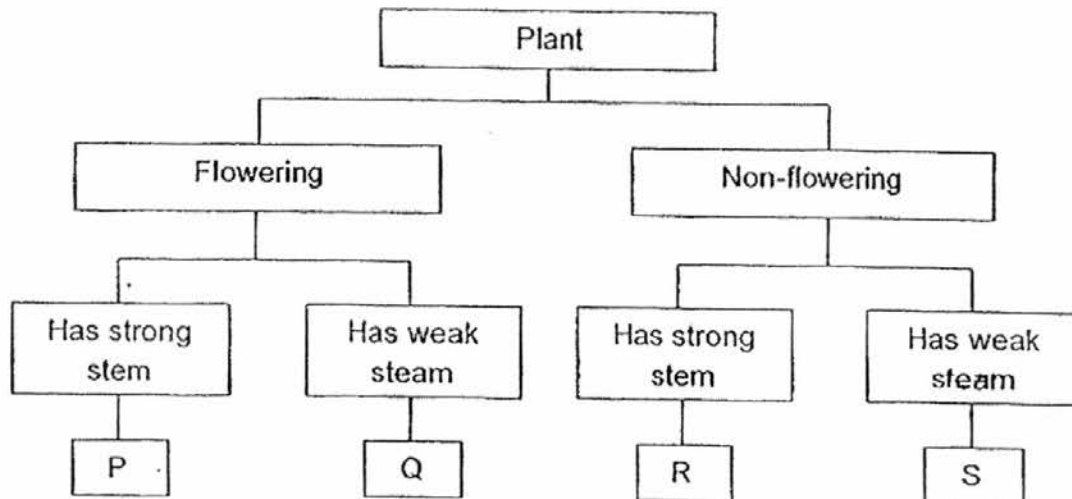 Plant
Flowering
Non-flowering
Has strong
stem
Has weak
steam
Has strong
stem
Has weak
steam
P
Q
R
S